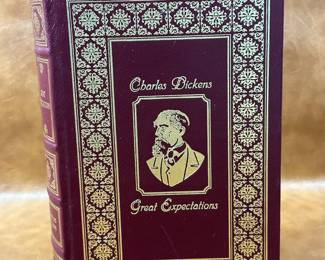 Charles Dickens
Great Expectations